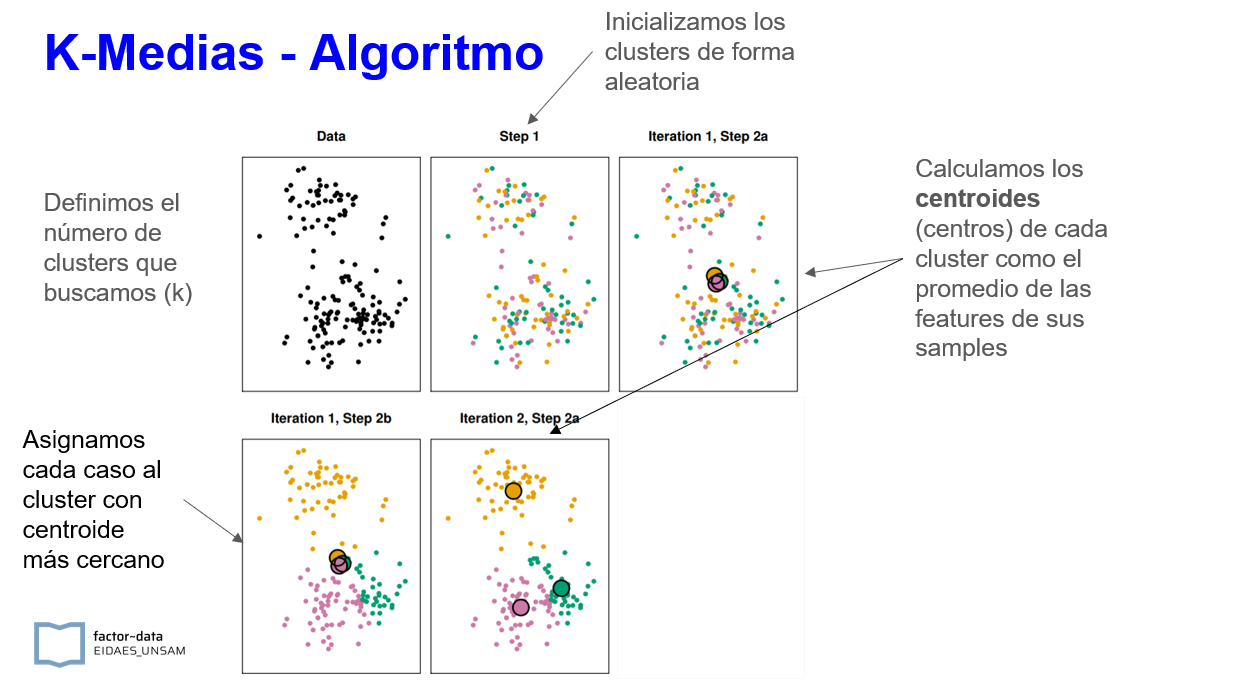 K-Medias - Algoritmo
Inicializamos los
clusters de forma
aleatoria
Data
Step 1
Iteration 1, Step 2a
Definimos el
número de
clusters que
buscamos (k)
Calculamos los
centroides
(centros) de cada
cluster como el
promedio de las
features de sus
samples
Iteration 1, Step 2b
Iteration 2, Step 2a
Asignamos
cada caso al
cluster con
centroide
más cercano
factor~data
EIDAES_UNSAM